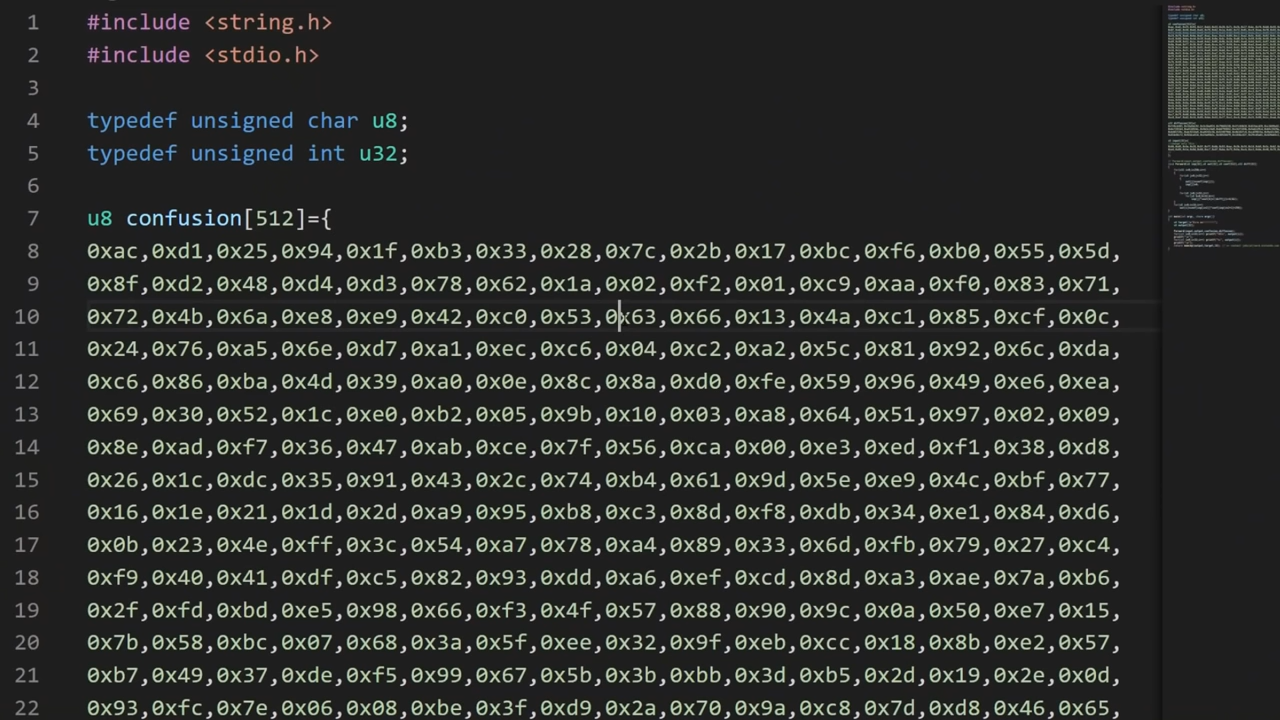 1 #include <string.h>
2 #include <stdio.h>
3
4 typedef unsigned char u8;
5 typedef unsigned int u32;
6
7 u8 confusion[512]={
8 0xac,0xd1,0x25,0x94,0x1f,0xb3,0x33,0x28,0x7c,0x2b,0x17,0xbc,0xf6,0xb0,0x55,0x5d,
9 0x8f,0xd2,0x48,0xd4,0xd3,0x78,0x62,0x1a,0x02,0xf2,0x01,0xc9,0xaa,0xf0,0x83,0x71,
10 0x72,0x4b,0x6a,0xe8,0xe9,0x42,0xc0,0x53,0x63,0x66,0x13,0x4a,0xc1,0x85,0xcf,0x0c,
11 0x24,0x76,0xa5,0x6e,0xd7,0xa1,0xec,0xc6,0x04,0xc2,0xa2,0x5c,0x81,0x92,0x6c,0xda,
12 0xc6,0x86,0xba,0x4d,0x39,0xa0,0x0e,0x8c,0x8a,0xd0,0xfe,0x59,0x96,0x49,0xe6,0xea,
13 0x69,0x30,0x52,0x1c,0xe0,0xb2,0x05,0x9b,0x10,0x03,0xa8,0x64,0x51,0x97,0x02,0x09,
14 0x8e,0xad,0xf7,0x36,0x47,0xab,0xce,0x7f,0x56,0xca,0x00,0xe3,0xed,0xf1,0x38,0xd8,
15 0x26,0x1c,0xdc,0x35,0x91,0x43,0x2c,0x74,0xb4,0x61,0x9d,0x5e,0xe9,0x4c,0xbf,0x77,
16 0x16,0x1e,0x21,0x1d,0x2d,0xa9,0x95,0xb8,0xc3,0x8d,0xf8,0xdb,0x34,0xe1,0x84,0xd6,
17 0x0b,0x23,0x4e,0xff,0x3c,0x54,0xa7,0x78,0xa4,0x89,0x33,0x6d,0xfb,0x79,0x27,0xc4,
18 0xf9,0x40,0x41,0xdf,0xc5,0x82,0x93,0xdd,0xa6,0xef,0xcd,0x8d,0xa3,0xae,0x7a,0xb6,
19 0x2f,0xfd,0xbd,0xe5,0x98,0x66,0xf3,0x4f,0x57,0x88,0x90,0x9c,0x0a,0x50,0xe7,0x15,
20 0x7b,0x58,0xbc,0x07,0x68,0x3a,0x5f,0xee,0x32,0x9f,0xeb,0xcc,0x18,0x8b,0xe2,0x57,
21 0xb7,0x49,0x37,0xde,0xf5,0x99,0x67,0x5b,0x3b,0xbb,0x3d,0xb5,0x2d,0x19,0x2e,0x0d,
22 0x93,0xfc,0x7e,0x06,0x08,0xbe,0x3f,0xd9,0x2a,0x70,0x9a,0xc8,0x7d,0xd8,0x46,0x65,